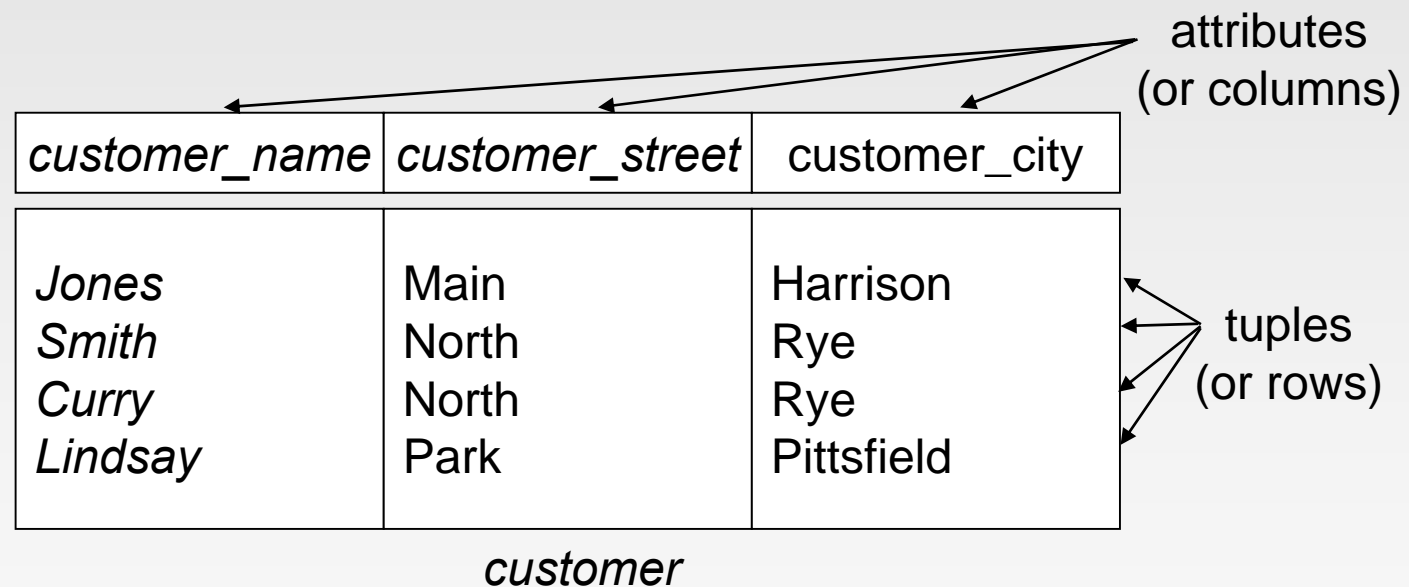 attributes
(or columns)
customer_name customer_street customer_city
Jones Main Harrison
Smith North Rye
Curry North Rye
Lindsay Park Pittsfield
tuples
(or rows)
customer